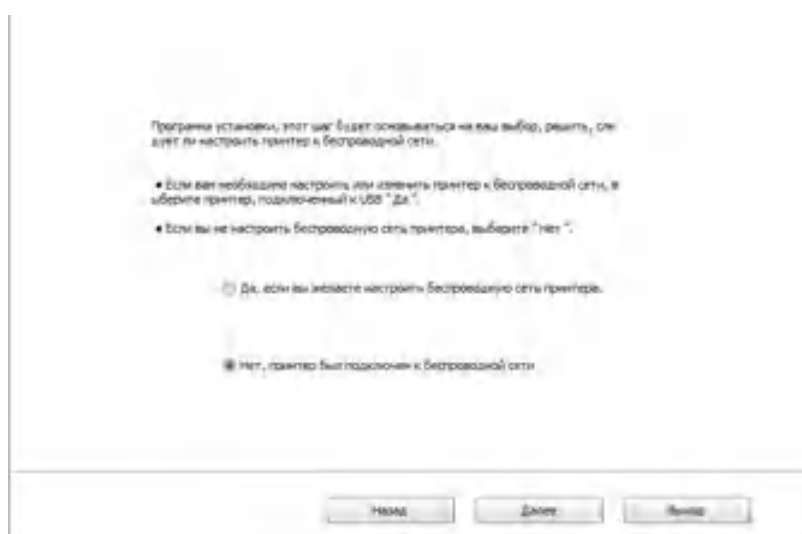 Программа установки, этот шаг будет основываться на ваш выбор, решить, сле
дует ли настроить принтер к беспроводной сети.
• Если вам необходимо настроить или изменить принтер к беспроводной сети, в
ыберите принтер, подключенный к USB " Да ".
• Если вы не настроить беспроводную сеть принтера, выберите " Нет ".
Да, если вы желаете настроить беспроводную сеть принтера.
Нет, принтер был подключен к беспроводной сети
Назад
Далее
Выход